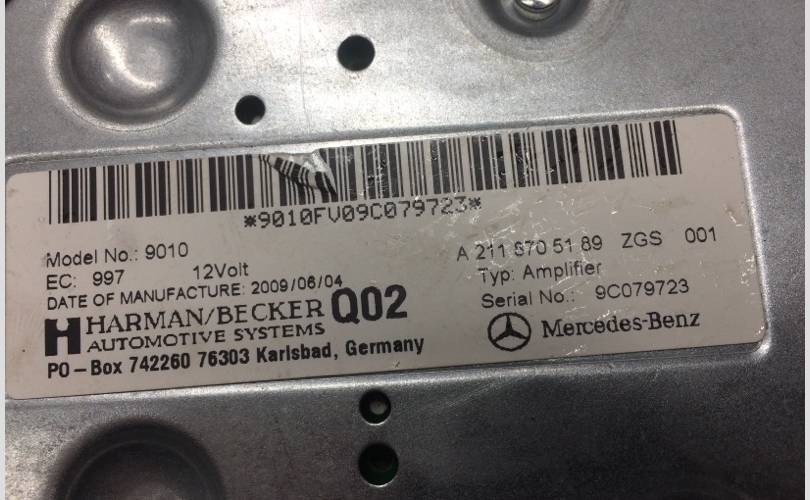 *9010FV09C079723*
Model No.: 9010
EC: 997 12Volt
DATE OF MANUFACTURE: 2009/06/04
HARMAN/BECKER Q02
AUTOMOTIVE SYSTEMS
PO-Box 742260 76303 Karlsbad, Germany
A 211 870 51 89 ZGS 001
Typ: Amplifier
Serial No.: 9C079723
Mercedes-Benz